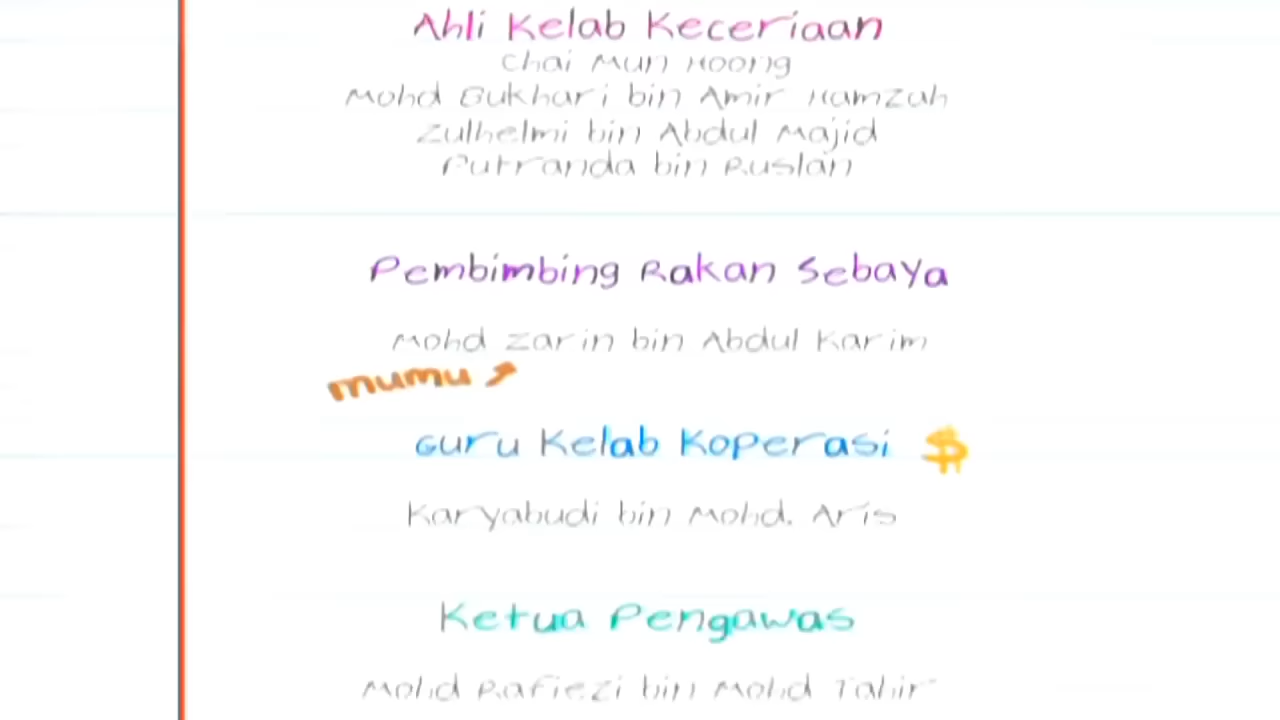 Ahli Kelab Keceriaan
Chai Mun Hoong
Mohd Bukhari bin Amir Hamzah
Zulhelmi bin Abdul Majid
Putranda bin Ruslan
Pembimbing Rakan Sebaya
Mohd Zarin bin Abdul Karim
mumu
Guru Kelab Koperasi $
Karyabudi bin Mohd. Aris
Ketua Pengawas
Mohd Rafiezi bin Mohd Tahir